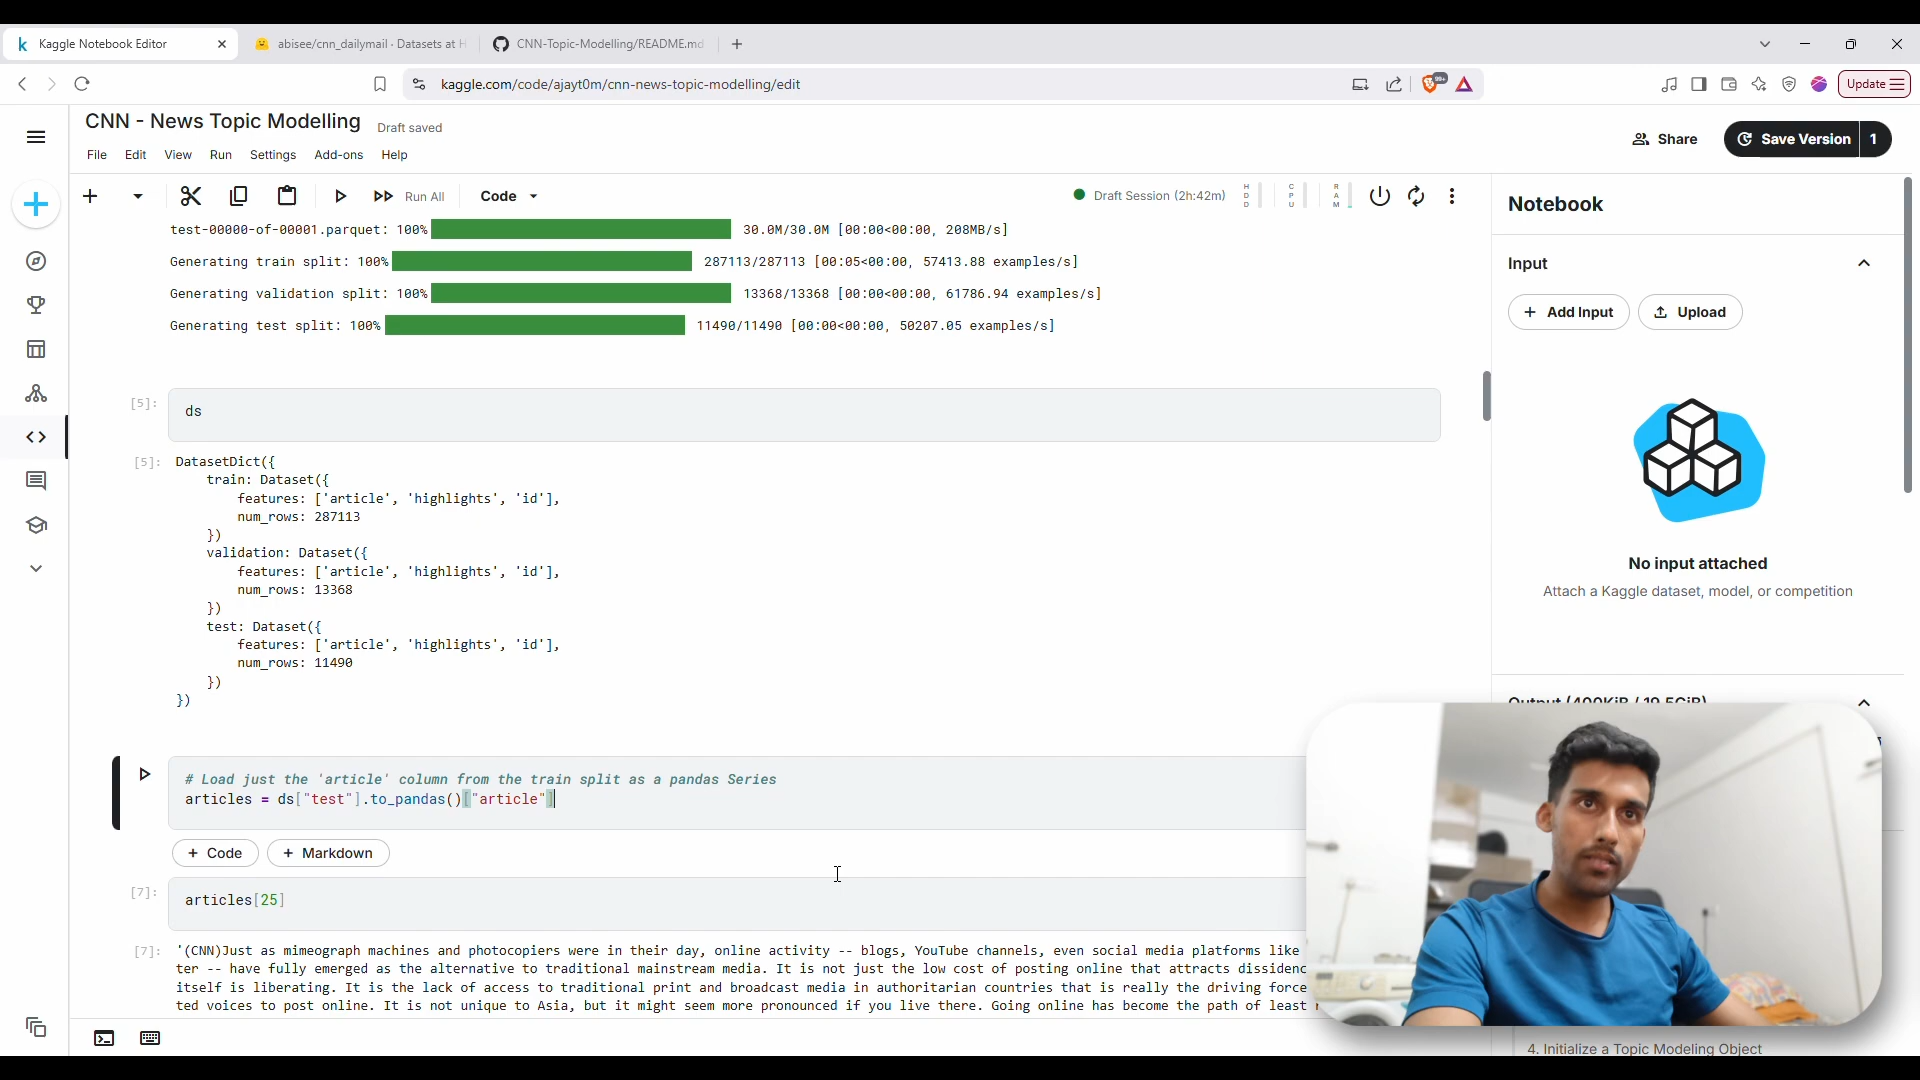 Kaggle Notebook Editor
abisee/cnn_dailymail · Datasets at H
CNN-Topic-Modelling/README.md
kaggle.com/code/ajayt0m/cnn-news-topic-modelling/edit
99+
Update
CNN - News Topic Modelling
Draft saved
File Edit View Run Settings Add-ons Help
Share
Save Version 1
Run All
Code
Draft Session (2h:42m)
HDD
CPU
RAM
test-00000-of-00001.parquet: 100% 30.0M/30.0M [00:00<00:00, 208MB/s]
Generating train split: 100% 287113/287113 [00:05<00:00, 57413.88 examples/s]
Generating validation split: 100% 13368/13368 [00:00<00:00, 61786.94 examples/s]
Generating test split: 100% 11490/11490 [00:00<00:00, 50207.05 examples/s]
[5]:
ds
[5]:
DatasetDict({
train: Dataset({
features: ['article', 'highlights', 'id'],
num_rows: 287113
})
validation: Dataset({
features: ['article', 'highlights', 'id'],
num_rows: 13368
})
test: Dataset({
features: ['article', 'highlights', 'id'],
num_rows: 11490
})
})
# Load just the 'article' column from the train split as a pandas Series
articles = ds["test"].to_pandas()["article"]
+ Code
+ Markdown
[7]:
articles[25]
[7]:
'(CNN)Just as mimeograph machines and photocopiers were in their day, online activity -- blogs, YouTube channels, even social media platforms like
ter -- have fully emerged as the alternative to traditional mainstream media. It is not just the low cost of posting online that attracts dissidenc
itself is liberating. It is the lack of access to traditional print and broadcast media in authoritarian countries that is really the driving force
ted voices to post online. It is not unique to Asia, but it might seem more pronounced if you live there. Going online has become the path of least
Notebook
Input
+ Add Input
Upload
No input attached
Attach a Kaggle dataset, model, or competition
Output (400KiB / 19.5GiB)
4. Initialize a Topic Modeling Object